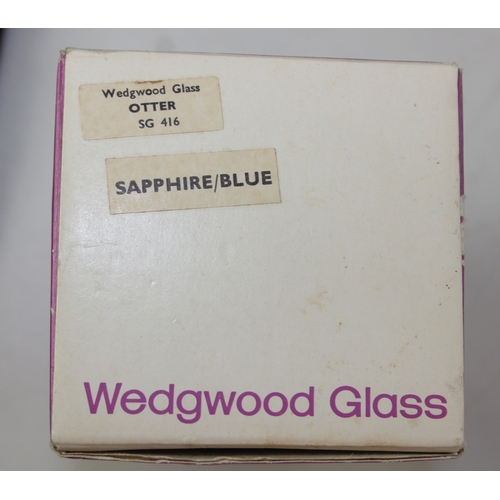 Wedgwood Glass
OTTER
SG 416
SAPPHIRE/BLUE
Wedgwood Glass